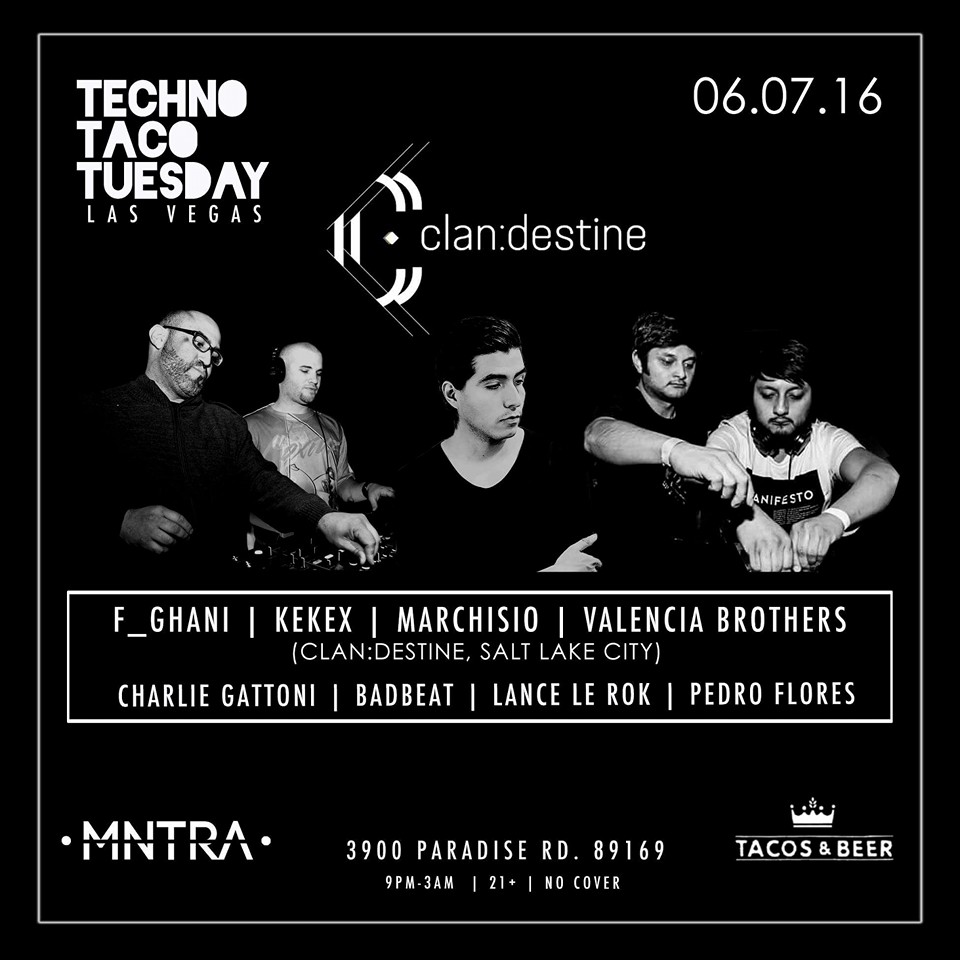 TECHNO
TACO
TUESDAY
LAS VEGAS
06.07.16
clan:destine
ANIFESTO
F_GHANI | KEKEX | MARCHISIO | VALENCIA BROTHERS
(CLAN:DESTINE, SALT LAKE CITY)
CHARLIE GATTONI | BADBEAT | LANCE LE ROK | PEDRO FLORES
•MNTRA•
3900 PARADISE RD. 89169
9PM-3AM | 21+ | NO COVER
TACOS & BEER